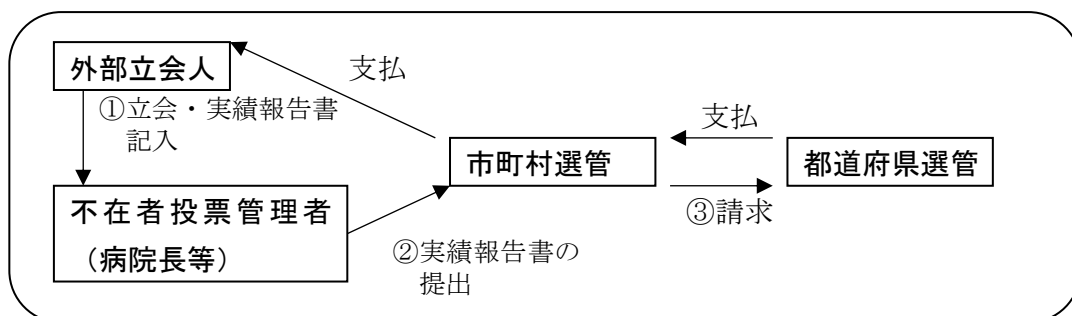 外部立会人
支払
①立会・実績報告書
記入
支払
市町村選管
都道府県選管
不在者投票管理者
（病院長等）
③請求
②実績報告書の
提出